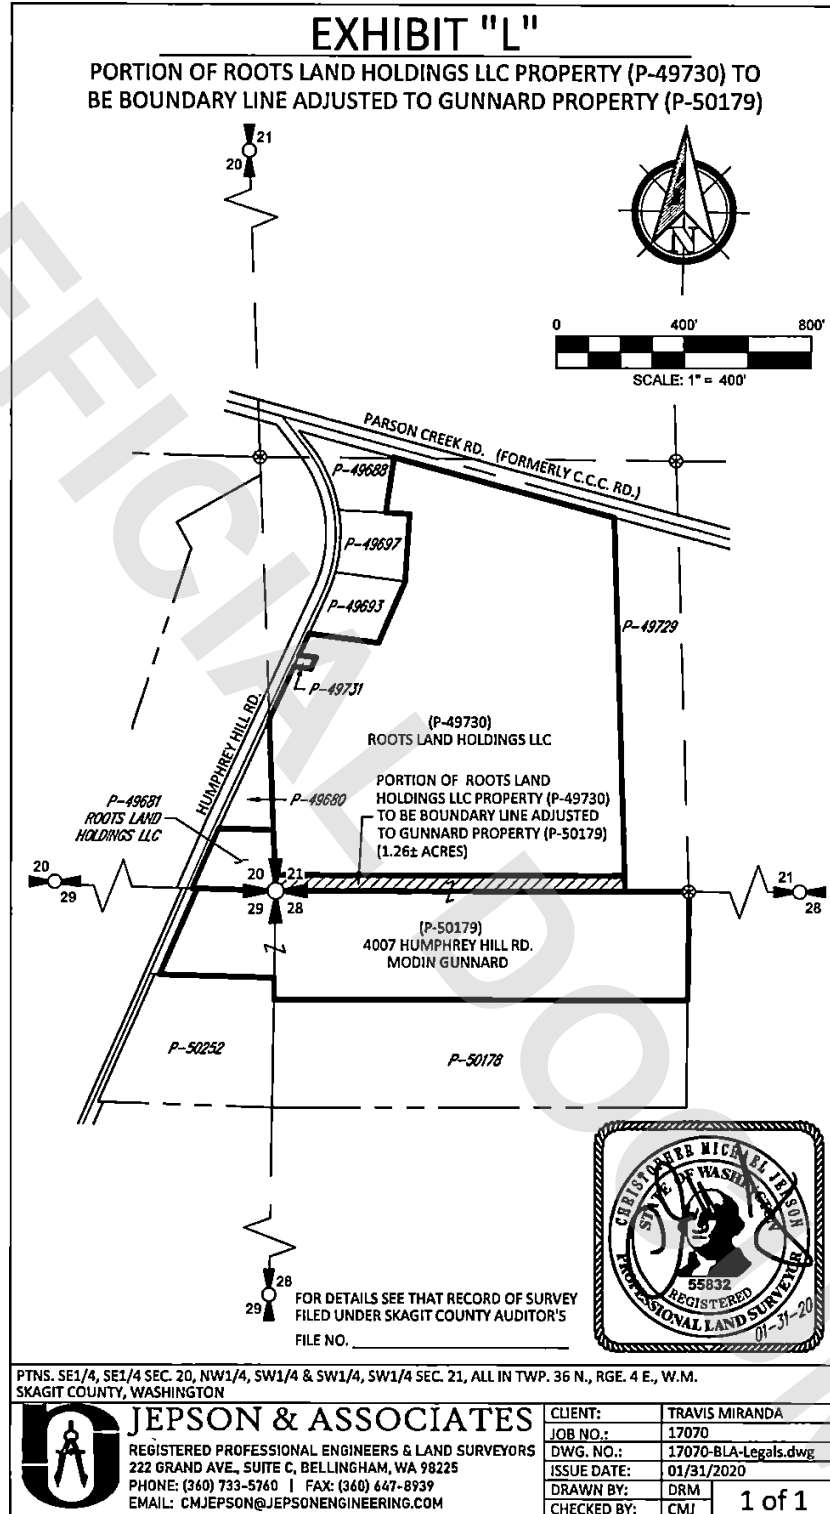 EXHIBIT "L"
PORTION OF ROOTS LAND HOLDINGS LLC PROPERTY (P-49730) TO
BE BOUNDARY LINE ADJUSTED TO GUNNARD PROPERTY (P-50179)
21
20
N
0 400' 800'
SCALE: 1" = 400'
PARSON CREEK RD. (FORMERLY C.C.C. RD.)
P-49688
P-49697
P-49693
P-49729
P-49731
HUMPHREY HILL RD.
(P-49730)
ROOTS LAND HOLDINGS LLC
PORTION OF ROOTS LAND
HOLDINGS LLC PROPERTY (P-49730)
TO BE BOUNDARY LINE ADJUSTED
TO GUNNARD PROPERTY (P-50179)
(1.26± ACRES)
P-49680
P-49681
ROOTS LAND
HOLDINGS LLC
20
29
20 21
29 28
21
28
(P-50179)
4007 HUMPHREY HILL RD.
MODIN GUNNARD
P-50252
P-50178
28
29
FOR DETAILS SEE THAT RECORD OF SURVEY
FILED UNDER SKAGIT COUNTY AUDITOR'S
FILE NO.
CHRISTOPHER MICHAEL JEPSON
STATE OF WASHINGTON
55832
REGISTERED
PROFESSIONAL LAND SURVEYOR
01-31-20
PTNS. SE1/4, SE1/4 SEC. 20, NW1/4, SW1/4 & SW1/4, SW1/4 SEC. 21, ALL IN TWP. 36 N., RGE. 4 E., W.M.
SKAGIT COUNTY, WASHINGTON
JEPSON & ASSOCIATES
REGISTERED PROFESSIONAL ENGINEERS & LAND SURVEYORS
222 GRAND AVE., SUITE C, BELLINGHAM, WA 98225
PHONE: (360) 733-5760 | FAX: (360) 647-8939
EMAIL: CMJEPSON@JEPSONENGINEERING.COM
CLIENT: TRAVIS MIRANDA
JOB NO.: 17070
DWG. NO.: 17070-BLA-Legals.dwg
ISSUE DATE: 01/31/2020
DRAWN BY: DRM
CHECKED BY: CMJ
1 of 1